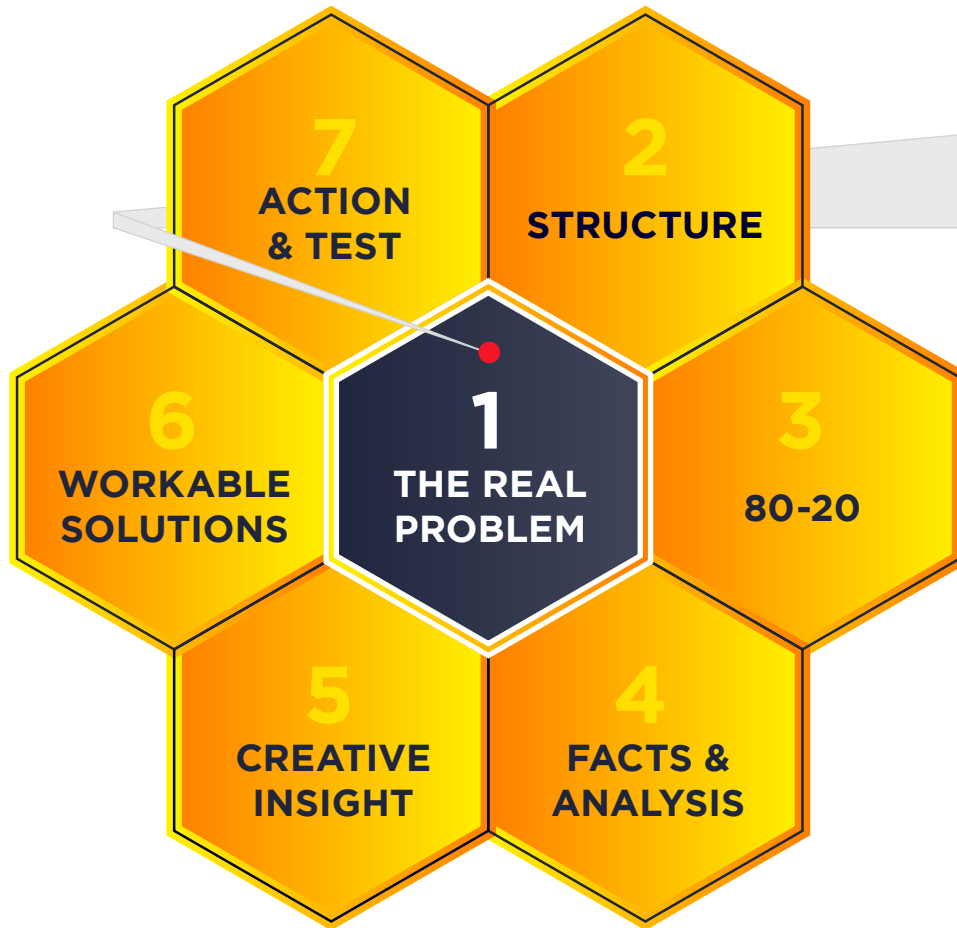 7
ACTION
& TEST
2
STRUCTURE
6
WORKABLE
SOLUTIONS
1
THE REAL
PROBLEM
3
80-20
5
CREATIVE
INSIGHT
4
FACTS &
ANALYSIS